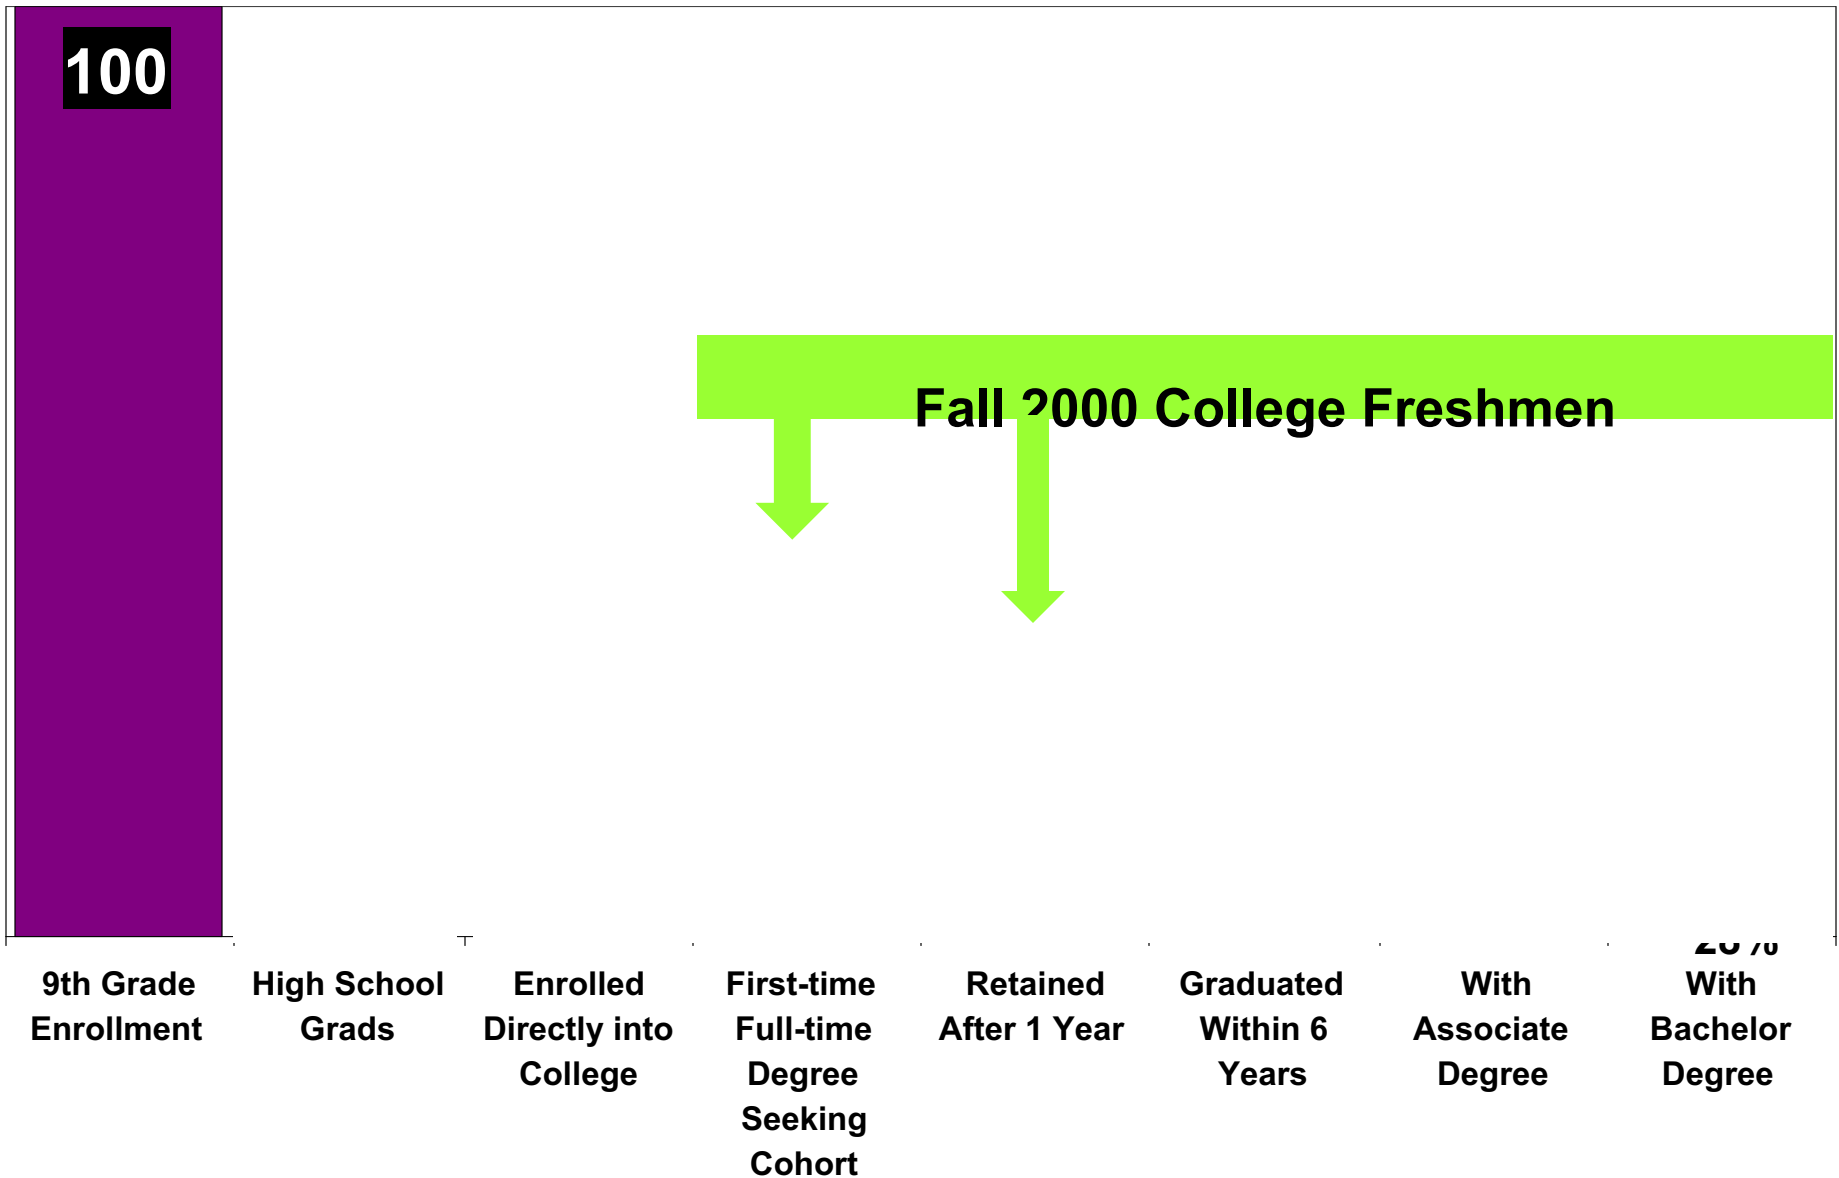 100
Fall 2000 College Freshmen
9th Grade
Enrollment
High School
Grads
Enrolled
Directly into
College
First-time
Full-time
Degree
Seeking
Cohort
Retained
After 1 Year
Graduated
Within 6
Years
With
Associate
Degree
With
Bachelor
Degree